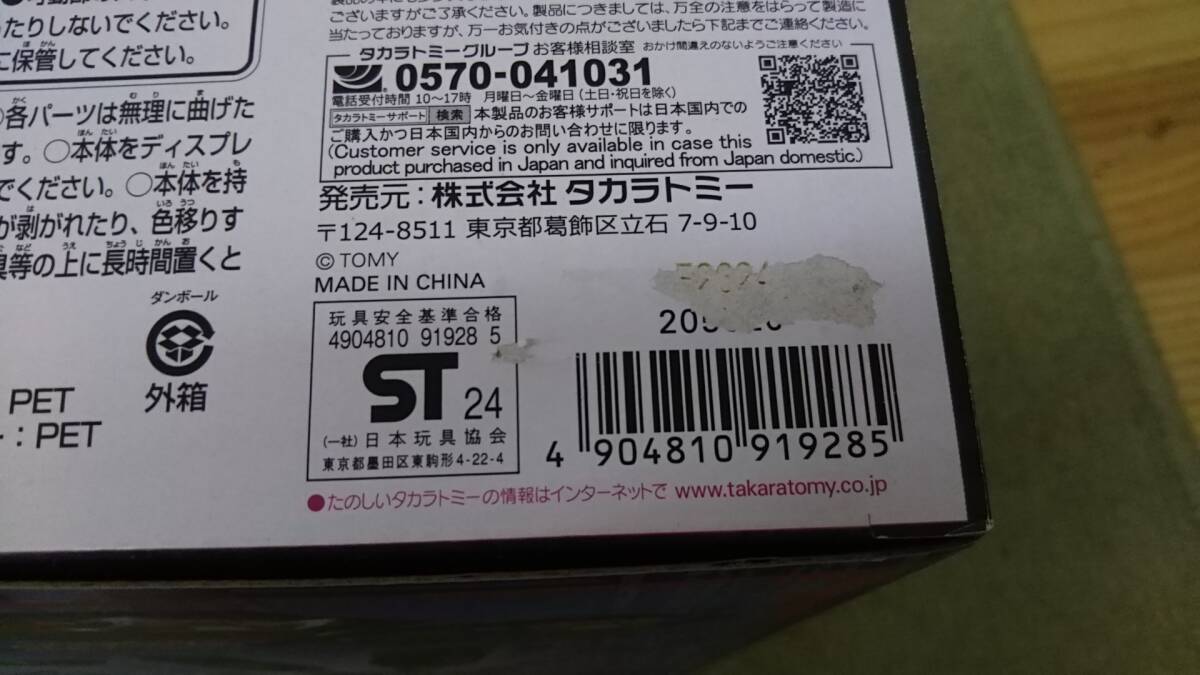 たりしないでください。
に保管してください。
各パーツは無理に曲げた
す。○本体をディスプレ
でください。○本体を持
が剥がれたり、色移りす
具等の上に長時間置くと
ダンボール
外箱
PET
：PET
ございますがご了承ください。製品につきましては、万全の注意をはらって製造に
当たっておりますが、万一お気付きの点がございましたら下記までご連絡ください。
タカラトミーグループ お客様相談室 おかけ間違えのないようご注意ください
0570-041031
電話受付時間 10〜17時 月曜日〜金曜日（土日・祝日を除く）
タカラトミーサポート 検索 本製品のお客様サポートは日本国内での
ご購入かつ日本国内からのお問い合わせに限ります。
(Customer service is only available in case this
product purchased in Japan and inquired from Japan domestic.)
発売元：株式会社 タカラトミー
〒124-8511 東京都葛飾区立石 7-9-10
© TOMY
MADE IN CHINA
玩具安全基準合格
4904810 91928 5
ST 24
(一社)日本玩具協会
東京都墨田区東駒形4-22-4
4 904810 919285
●たのしいタカラトミーの情報はインターネットで www.takaratomy.co.jp